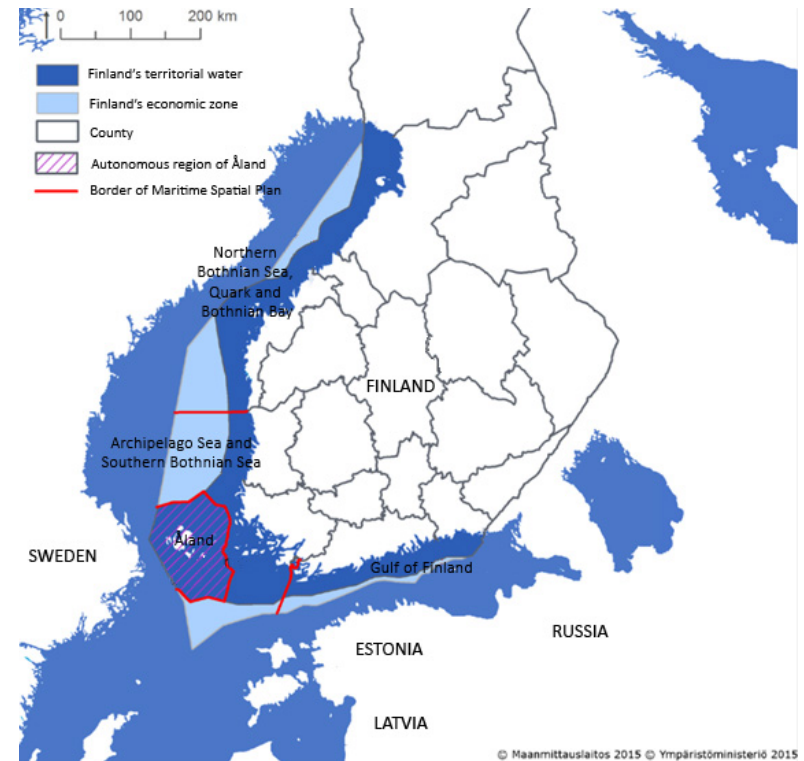 0 100 200 km
Finland's territorial water
Finland's economic zone
County
Autonomous region of Åland
Border of Maritime Spatial Plan
Northern
Bothnian Sea,
Quark and
Bothnian Bay
FINLAND
Archipelago Sea and
Southern Bothnian Sea
Åland
SWEDEN
Gulf of Finland
RUSSIA
ESTONIA
LATVIA
© Maanmittauslaitos 2015 © Ympäristöministeriö 2015